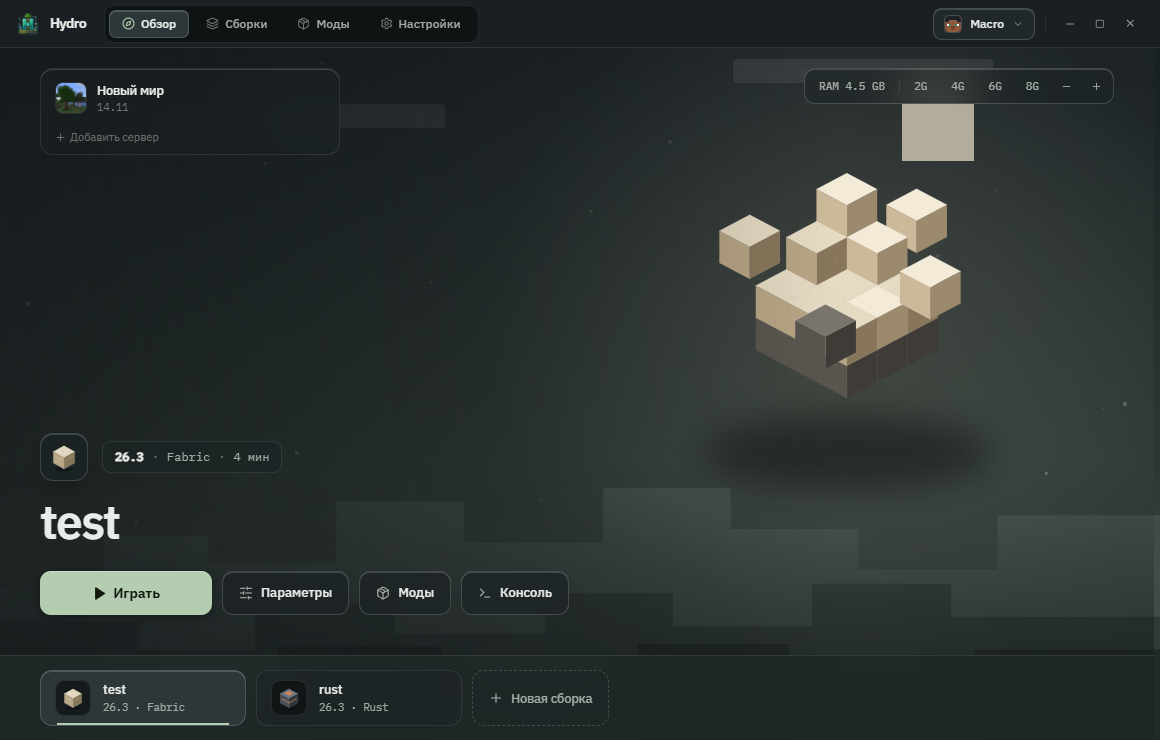 Hydro
Обзор
Сборки
Моды
Настройки
Macro
Новый мир
14.11
+ Добавить сервер
RAM 4.5 GB
2G
4G
6G
8G
− +
26.3 · Fabric · 4 мин
test
Играть
Параметры
Моды
Консоль
test
26.3 · Fabric
rust
26.3 · Rust
+ Новая сборка